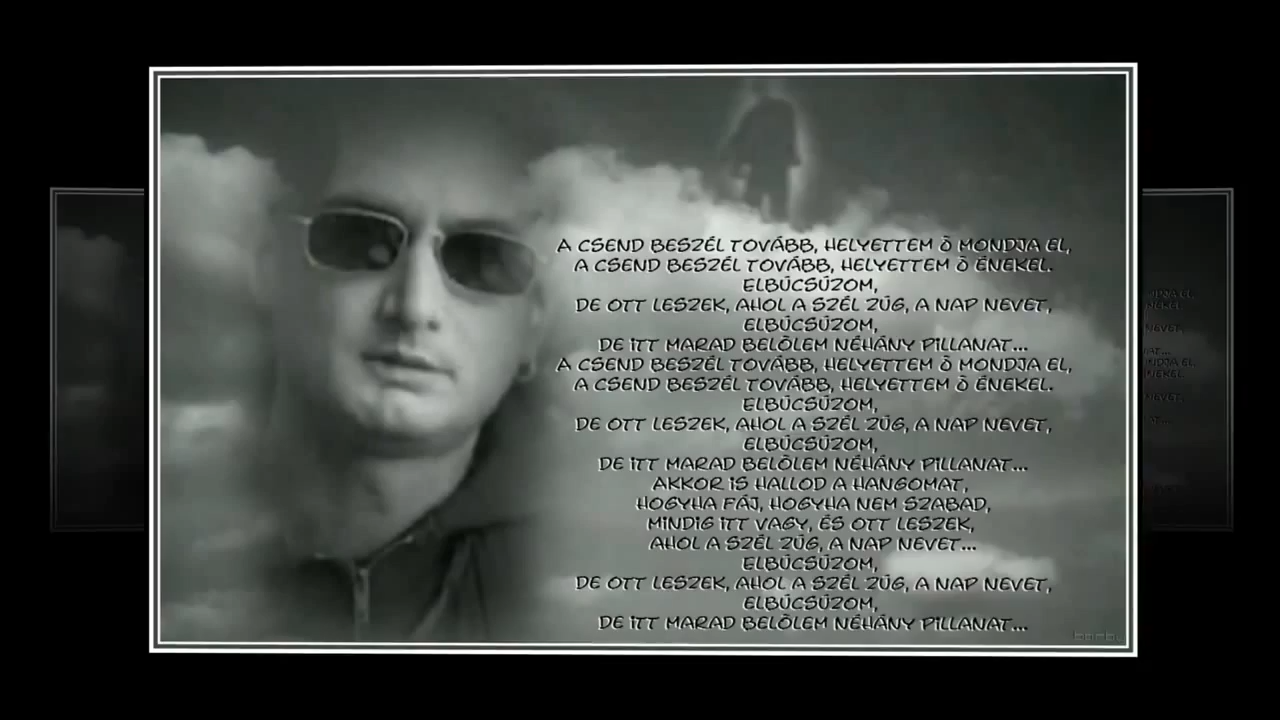 A CSEND BESZÉL TOVÁBB, HELYETTEM Õ MONDJA EL,
A CSEND BESZÉL TOVÁBB, HELYETTEM Õ ÉNEKEL.
ELBÚCSÚZOM,
DE OTT LESZEK, AHOL A SZÉL ZÚG, A NAP NEVET,
ELBÚCSÚZOM,
DE ITT MARAD BELÕLEM NÉHÁNY PILLANAT...
A CSEND BESZÉL TOVÁBB, HELYETTEM Õ MONDJA EL,
A CSEND BESZÉL TOVÁBB, HELYETTEM Õ ÉNEKEL.
ELBÚCSÚZOM,
DE OTT LESZEK, AHOL A SZÉL ZÚG, A NAP NEVET,
ELBÚCSÚZOM,
DE ITT MARAD BELÕLEM NÉHÁNY PILLANAT...
AKKOR IS HALLOD A HANGOMAT,
HOGYHA FÁJ, HOGYHA NEM SZABAD,
MINDIG ITT VAGY, ÉS OTT LESZEK,
AHOL A SZÉL ZÚG, A NAP NEVET...
ELBÚCSÚZOM,
DE OTT LESZEK, AHOL A SZÉL ZÚG, A NAP NEVET,
ELBÚCSÚZOM,
DE ITT MARAD BELÕLEM NÉHÁNY PILLANAT...